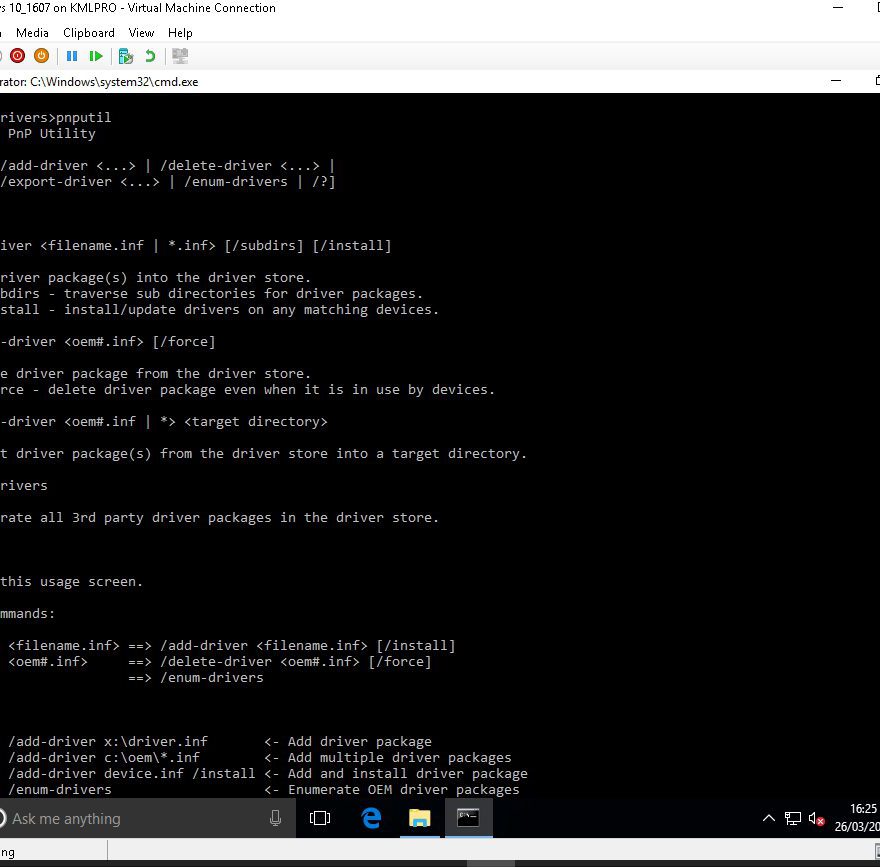 s 10_1607 on KMLPRO - Virtual Machine Connection
Media Clipboard View Help
rator: C:\Windows\system32\cmd.exe
rivers>pnputil
PnP Utility
/add-driver <...> | /delete-driver <...> |
/export-driver <...> | /enum-drivers | /?]
iver <filename.inf | *.inf> [/subdirs] [/install]
river package(s) into the driver store.
bdirs - traverse sub directories for driver packages.
stall - install/update drivers on any matching devices.
-driver <oem#.inf> [/force]
e driver package from the driver store.
rce - delete driver package even when it is in use by devices.
-driver <oem#.inf | *> <target directory>
t driver package(s) from the driver store into a target directory.
rivers
rate all 3rd party driver packages in the driver store.
this usage screen.
mmands:
<filename.inf> ==> /add-driver <filename.inf> [/install]
<oem#.inf> ==> /delete-driver <oem#.inf> [/force]
==> /enum-drivers
/add-driver x:\driver.inf <- Add driver package
/add-driver c:\oem\*.inf <- Add multiple driver packages
/add-driver device.inf /install <- Add and install driver package
/enum-drivers <- Enumerate OEM driver packages
Ask me anything
16:25
26/03/20
ng